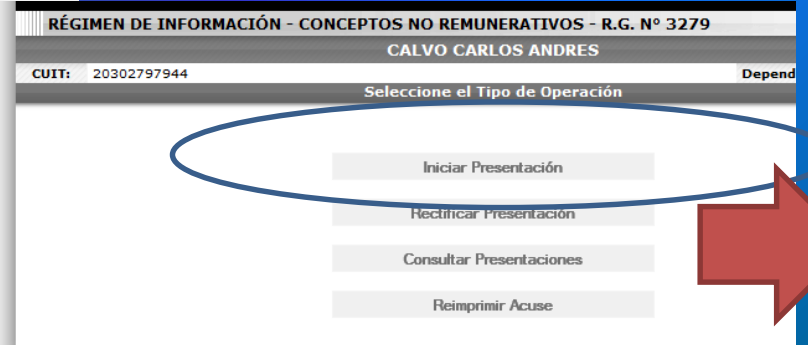 RÉGIMEN DE INFORMACIÓN - CONCEPTOS NO REMUNERATIVOS - R.G. N° 3279
CALVO CARLOS ANDRES
CUIT: 20302797944 Depend
Seleccione el Tipo de Operación
Iniciar Presentación
Rectificar Presentación
Consultar Presentaciones
Reimprimir Acuse